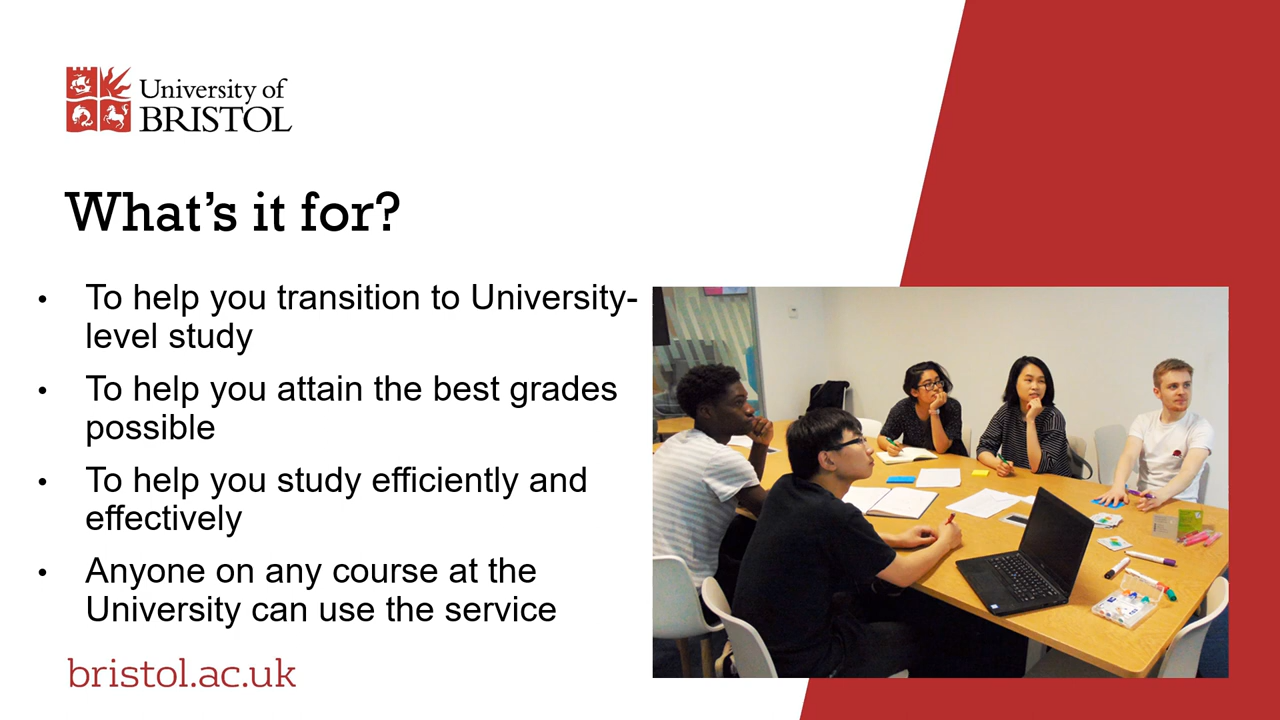 University of
BRISTOL
What's it for?
• To help you transition to University-
level study
• To help you attain the best grades
possible
• To help you study efficiently and
effectively
• Anyone on any course at the
University can use the service
bristol.ac.uk